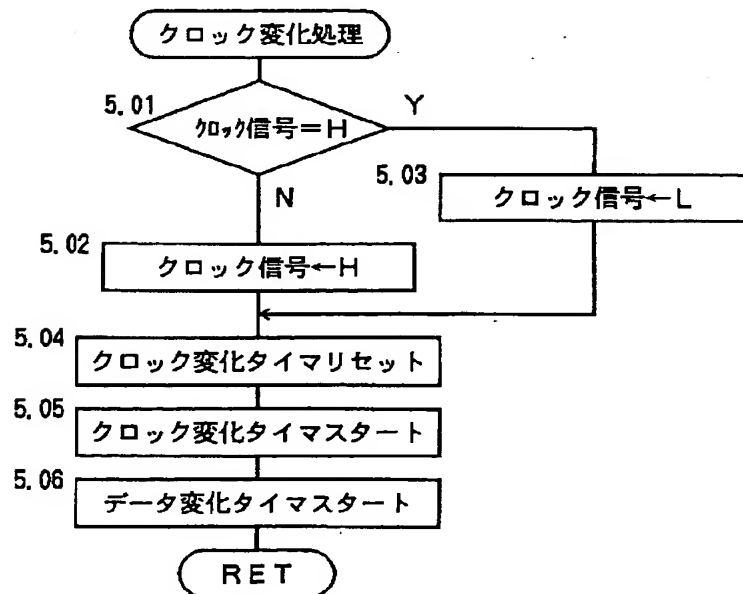 クロック変化処理
5.01
クロック信号=H
Y
N
5.03
クロック信号←L
5.02
クロック信号←H
5.04
クロック変化タイマリセット
5.05
クロック変化タイマスタート
5.06
データ変化タイマスタート
RET